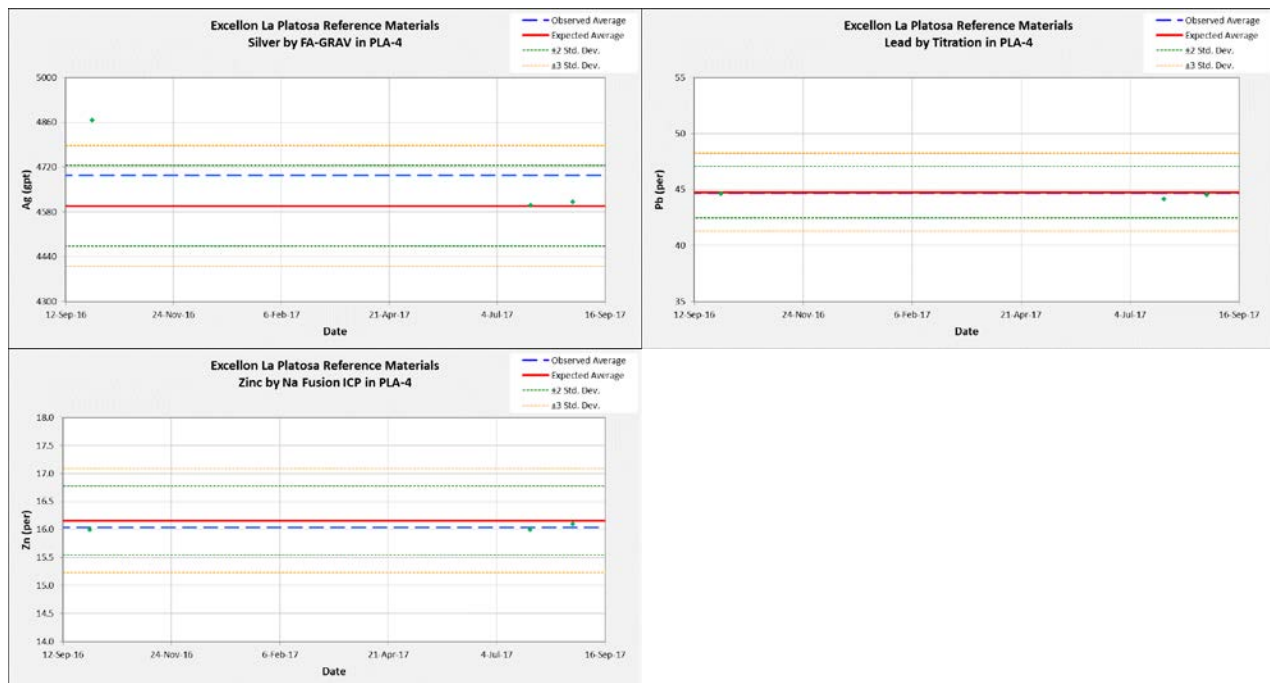 Excellon La Platosa Reference Materials
Silver by FA-GRAV in PLA-4
Observed Average
Expected Average
±2 Std. Dev.
±3 Std. Dev.
5000
4860
4720
4580
4440
4300
Ag (gpt)
12-Sep-16 24-Nov-16 6-Feb-17 21-Apr-17 4-Jul-17 16-Sep-17
Date
Excellon La Platosa Reference Materials
Lead by Titration in PLA-4
Observed Average
Expected Average
±2 Std. Dev.
±3 Std. Dev.
55
50
45
40
35
Pb (per)
12-Sep-16 24-Nov-16 6-Feb-17 21-Apr-17 4-Jul-17 16-Sep-17
Date
Excellon La Platosa Reference Materials
Zinc by Na Fusion ICP in PLA-4
Observed Average
Expected Average
±2 Std. Dev.
±3 Std. Dev.
18.0
17.5
17.0
16.5
16.0
15.5
15.0
14.5
14.0
Zn (per)
12-Sep-16 24-Nov-16 6-Feb-17 21-Apr-17 4-Jul-17 16-Sep-17
Date